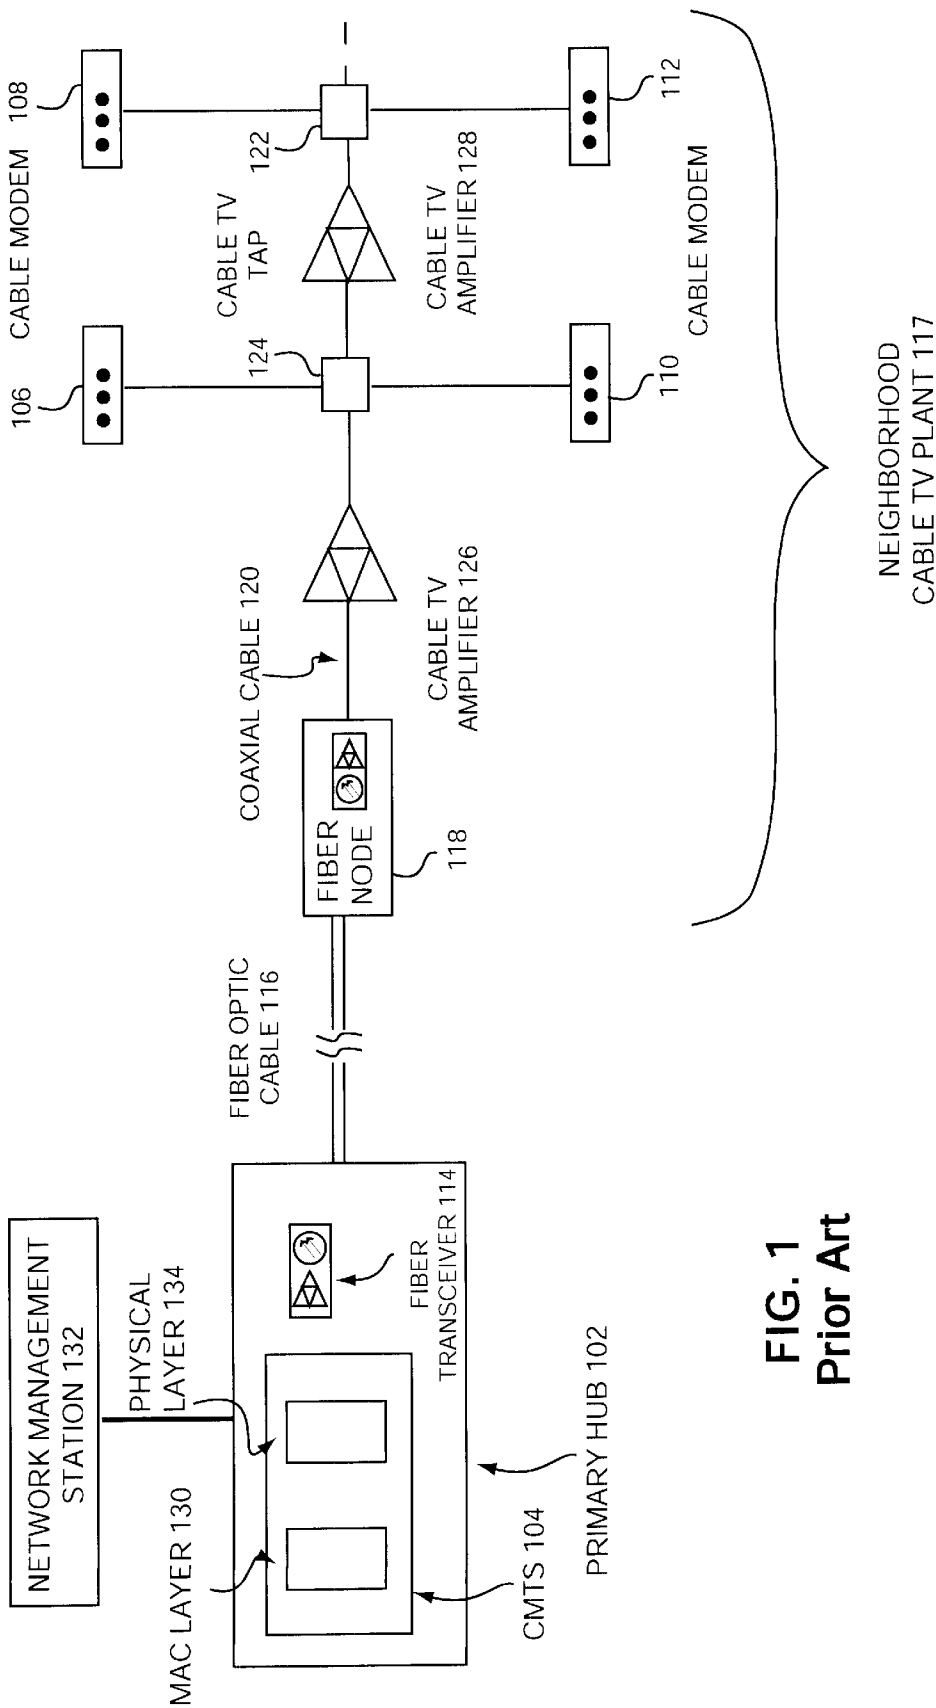 NETWORK MANAGEMENT
STATION 132
MAC LAYER 130
PHYSICAL
LAYER 134
FIBER
TRANSCEIVER 114
CMTS 104
PRIMARY HUB 102
FIBER OPTIC
CABLE 116
FIBER
NODE
118
COAXIAL CABLE 120
CABLE TV
AMPLIFIER 126
106
CABLE MODEM
108
124
CABLE TV
TAP
122
CABLE TV
AMPLIFIER 128
110
CABLE MODEM
112
NEIGHBORHOOD
CABLE TV PLANT 117
FIG. 1
Prior Art